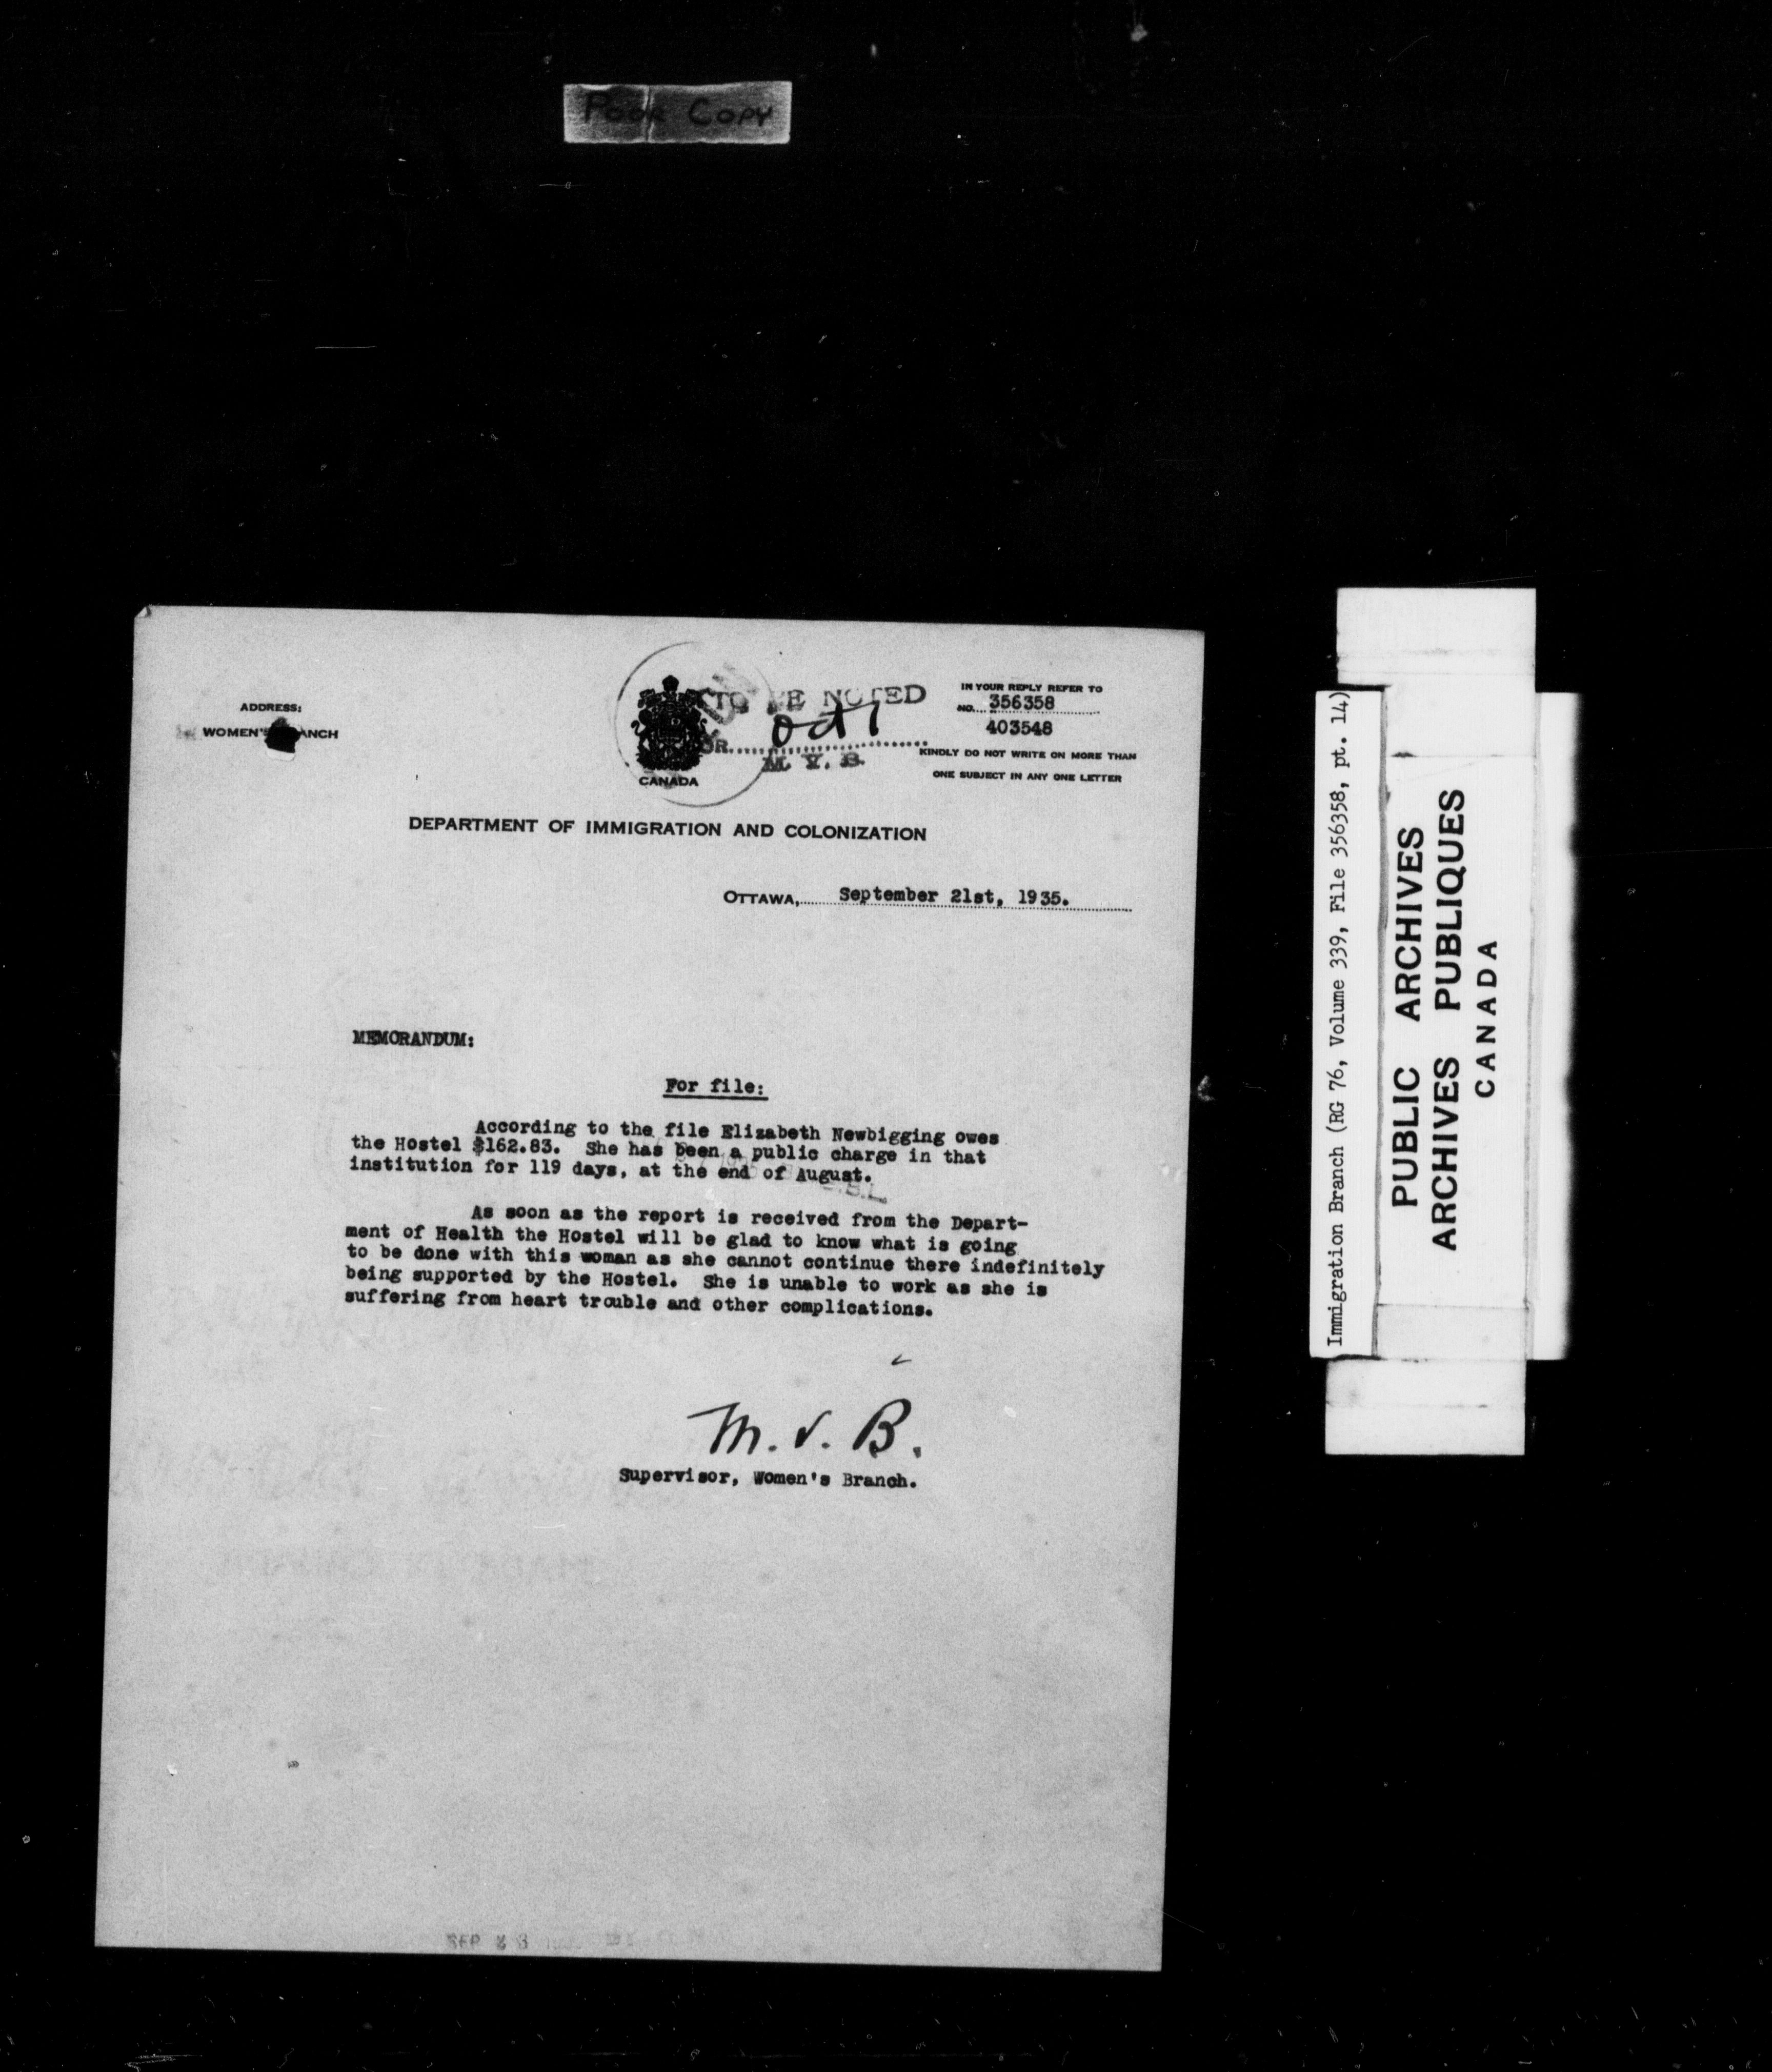 Poor Copy
ADDRESS:
WOMEN'S BRANCH
CANADA
TO BE NOTED
Oct 1
M. V. B.
IN YOUR REPLY REFER TO
NO. 356358
403548
KINDLY DO NOT WRITE ON MORE THAN
ONE SUBJECT IN ANY ONE LETTER
DEPARTMENT OF IMMIGRATION AND COLONIZATION
OTTAWA, September 21st, 1935.
MEMORANDUM:
For file:
According to the file Elizabeth Newbigging owes
the Hostel $162.83. She has been a public charge in that
institution for 119 days, at the end of August.
As soon as the report is received from the Depart-
ment of Health the Hostel will be glad to know what is going
to be done with this woman as she cannot continue there indefinitely
being supported by the Hostel. She is unable to work as she is
suffering from heart trouble and other complications.
M. V. B.
Supervisor, Women's Branch.
SEP
Immigration Branch (RG 76, Volume 339, File 356358, pt. 14)
PUBLIC ARCHIVES
ARCHIVES PUBLIQUES
CANADA